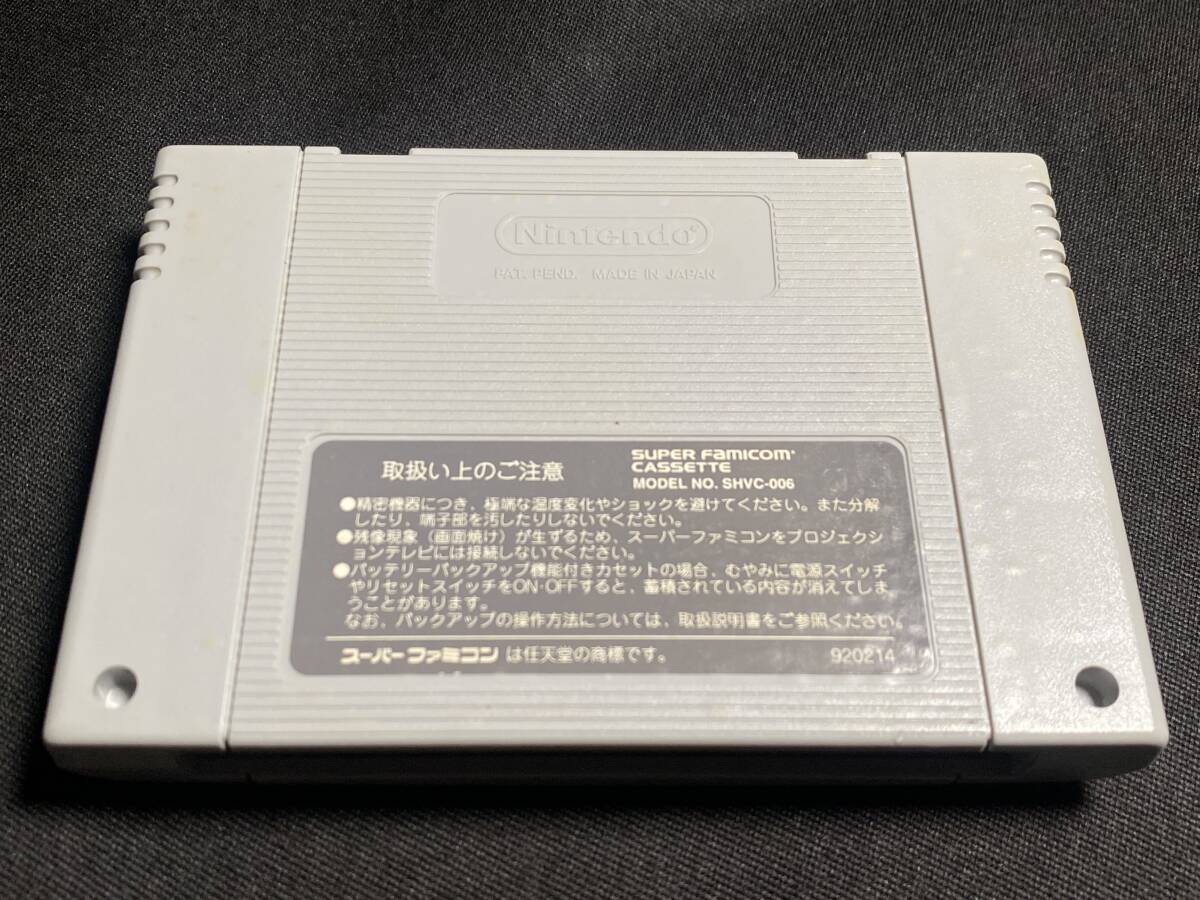 Nintendo®
PAT. PEND. MADE IN JAPAN
取扱い上のご注意
SUPER FAMICOM®
CASSETTE
MODEL NO. SHVC-006
●精密機器につき、極端な温度変化やショックを避けてください。また分解
したり、端子部を汚したりしないでください。
●残像現象（画面焼け）が生ずるため、スーパーファミコンをプロジェクシ
ョンテレビには接続しないでください。
●バッテリーバックアップ機能付きカセットの場合、むやみに電源スイッチ
やリセットスイッチをON・OFFすると、蓄積されている内容が消えてしま
うことがあります。
なお、バックアップの操作方法については、取扱説明書をご参照ください。
スーパーファミコンは任天堂の商標です。
920214